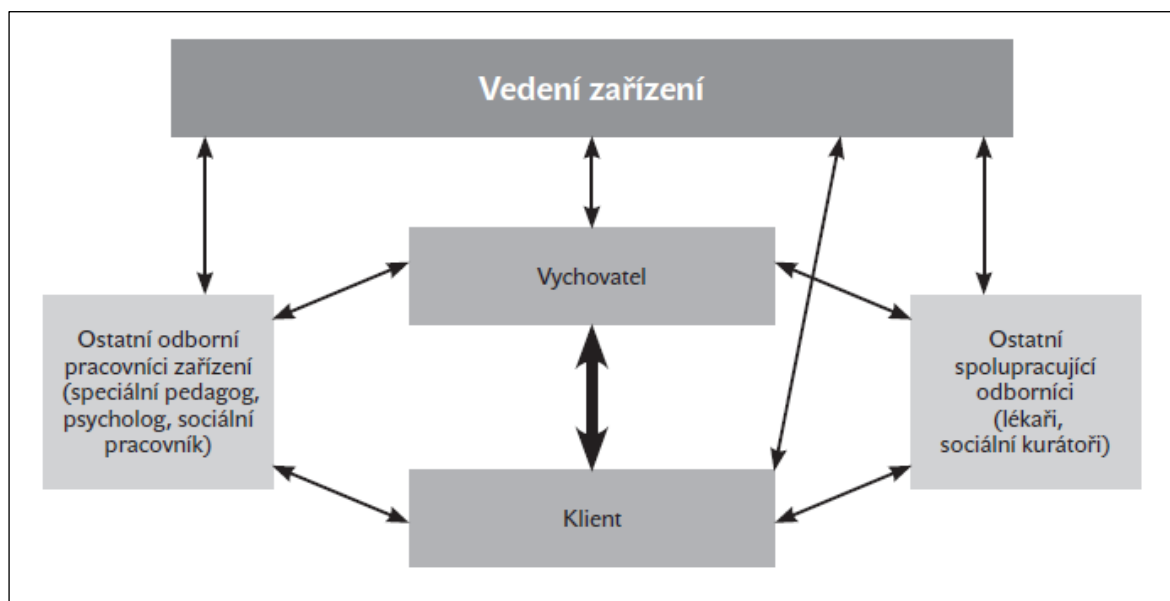 Vedení zařízení
Vychovatel
Ostatní odborní
pracovníci zařízení
(speciální pedagog,
psycholog, sociální
pracovník)
Ostatní
spolupracující
odborníci
(lékaři,
sociální kurátoři)
Klient